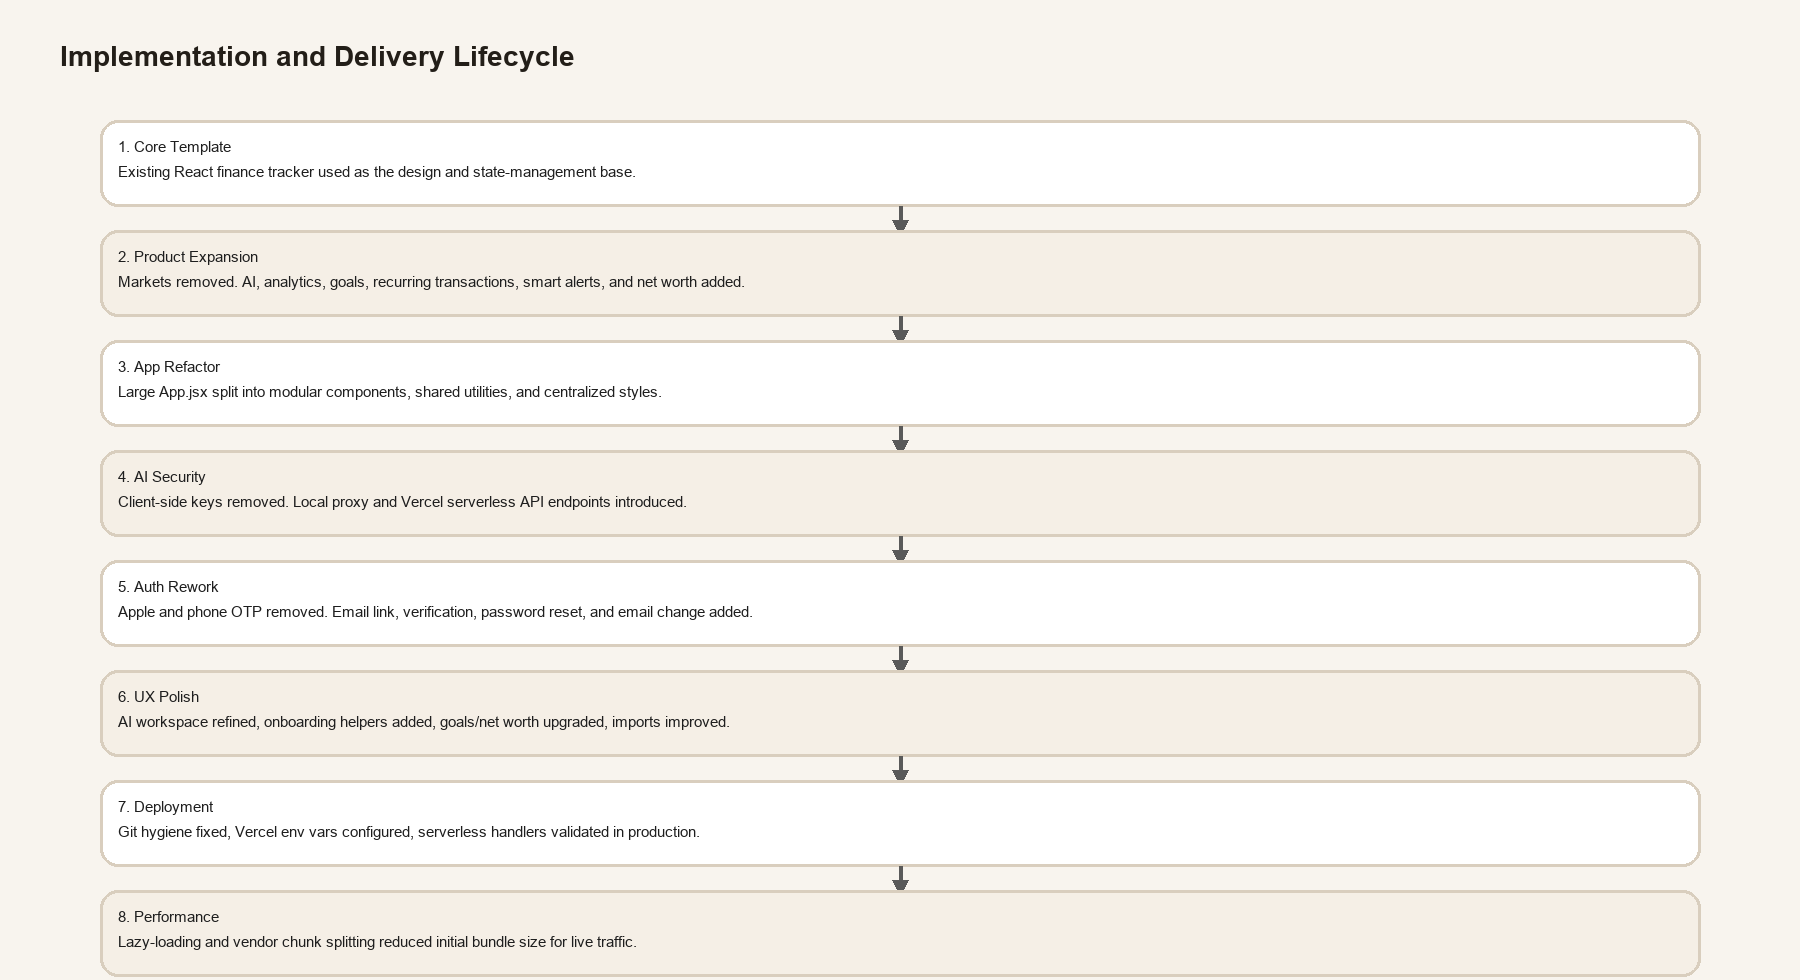 Implementation and Delivery Lifecycle
1. Core Template
Existing React finance tracker used as the design and state-management base.
2. Product Expansion
Markets removed. AI, analytics, goals, recurring transactions, smart alerts, and net worth added.
3. App Refactor
Large App.jsx split into modular components, shared utilities, and centralized styles.
4. AI Security
Client-side keys removed. Local proxy and Vercel serverless API endpoints introduced.
5. Auth Rework
Apple and phone OTP removed. Email link, verification, password reset, and email change added.
6. UX Polish
AI workspace refined, onboarding helpers added, goals/net worth upgraded, imports improved.
7. Deployment
Git hygiene fixed, Vercel env vars configured, serverless handlers validated in production.
8. Performance
Lazy-loading and vendor chunk splitting reduced initial bundle size for live traffic.